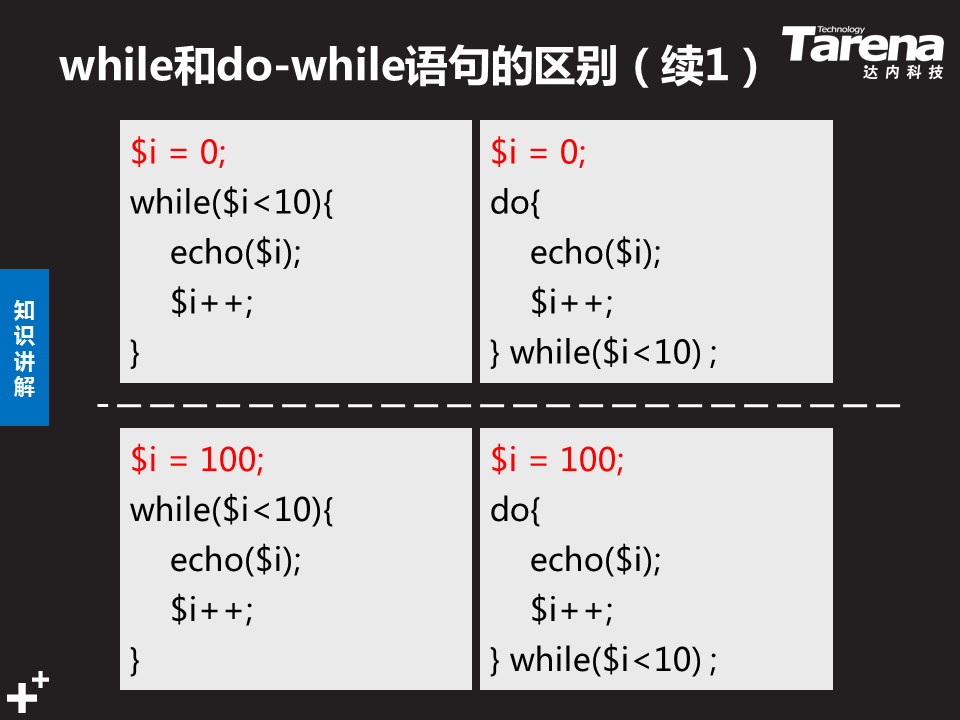 while和do-while语句的区别（续1）
Technology
Tarena
达内科技
$i = 0;
while($i<10){
echo($i);
$i++;
}
$i = 0;
do{
echo($i);
$i++;
} while($i<10) ;
知识讲解
$i = 100;
while($i<10){
echo($i);
$i++;
}
$i = 100;
do{
echo($i);
$i++;
} while($i<10) ;